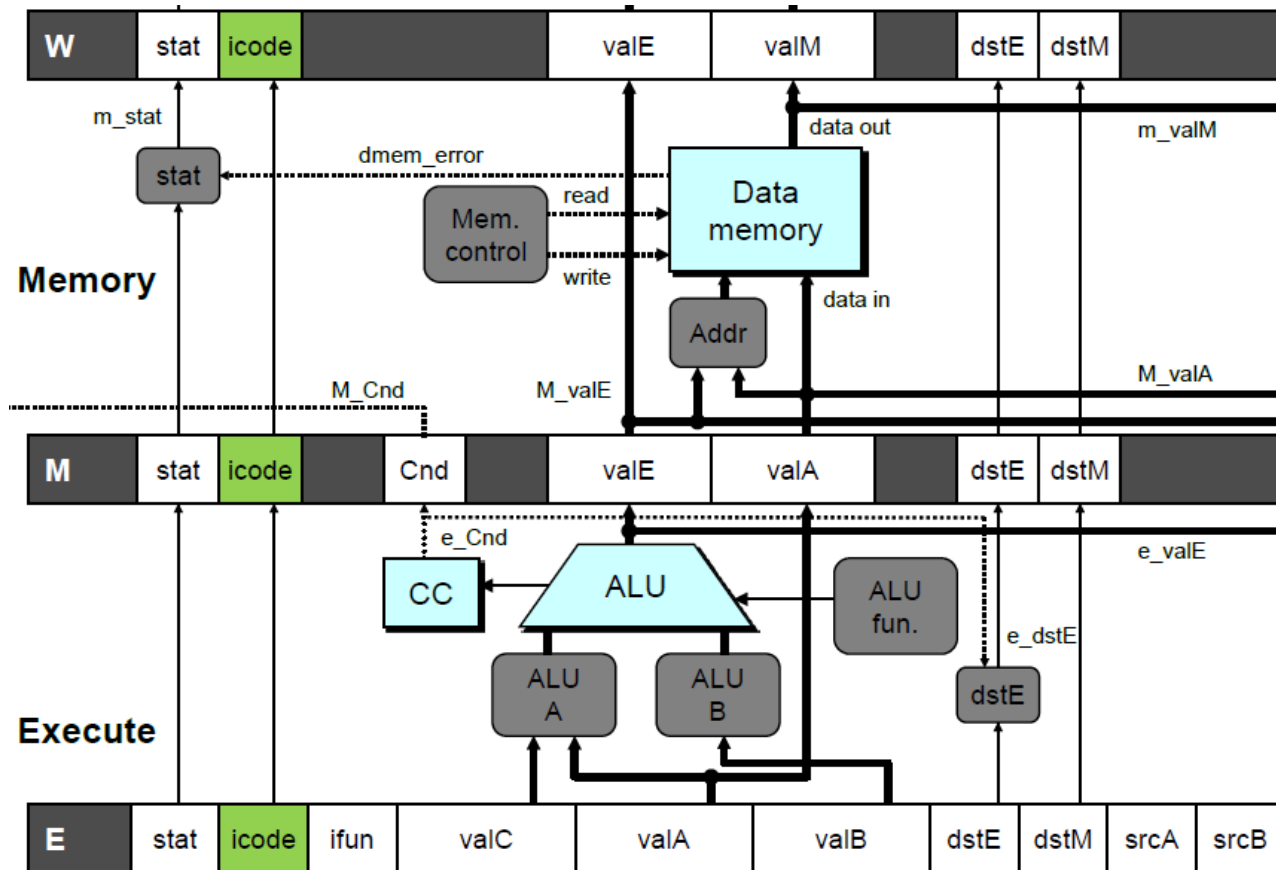 W stat icode valE valM dstE dstM
m_stat
data out
m_valM
dmem_error
stat
read
Data
memory
Mem.
control
write
Memory
data in
Addr
M_Cnd
M_valE
M_valA
M stat icode Cnd valE valA dstE dstM
e_Cnd
e_valE
CC
ALU
ALU
fun.
e_dstE
ALU
A
ALU
B
dstE
Execute
E stat icode ifun valC valA valB dstE dstM srcA srcB